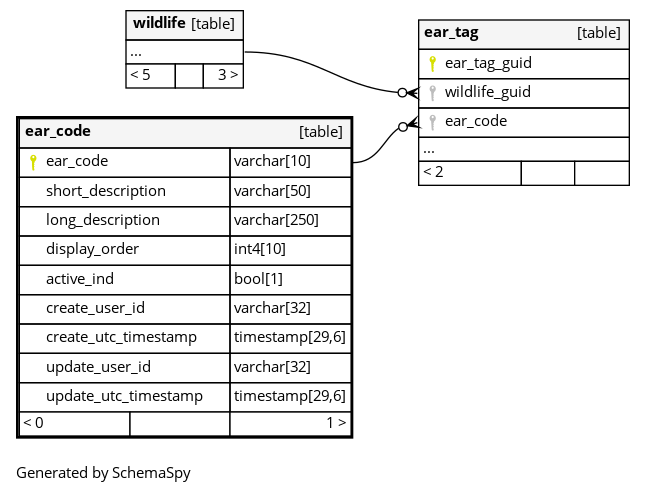 wildlife [table]
...
< 5 3 >
ear_tag [table]
ear_tag_guid
wildlife_guid
ear_code
...
< 2
ear_code [table]
ear_code varchar[10]
short_description varchar[50]
long_description varchar[250]
display_order int4[10]
active_ind bool[1]
create_user_id varchar[32]
create_utc_timestamp timestamp[29,6]
update_user_id varchar[32]
update_utc_timestamp timestamp[29,6]
< 0 1 >
Generated by SchemaSpy